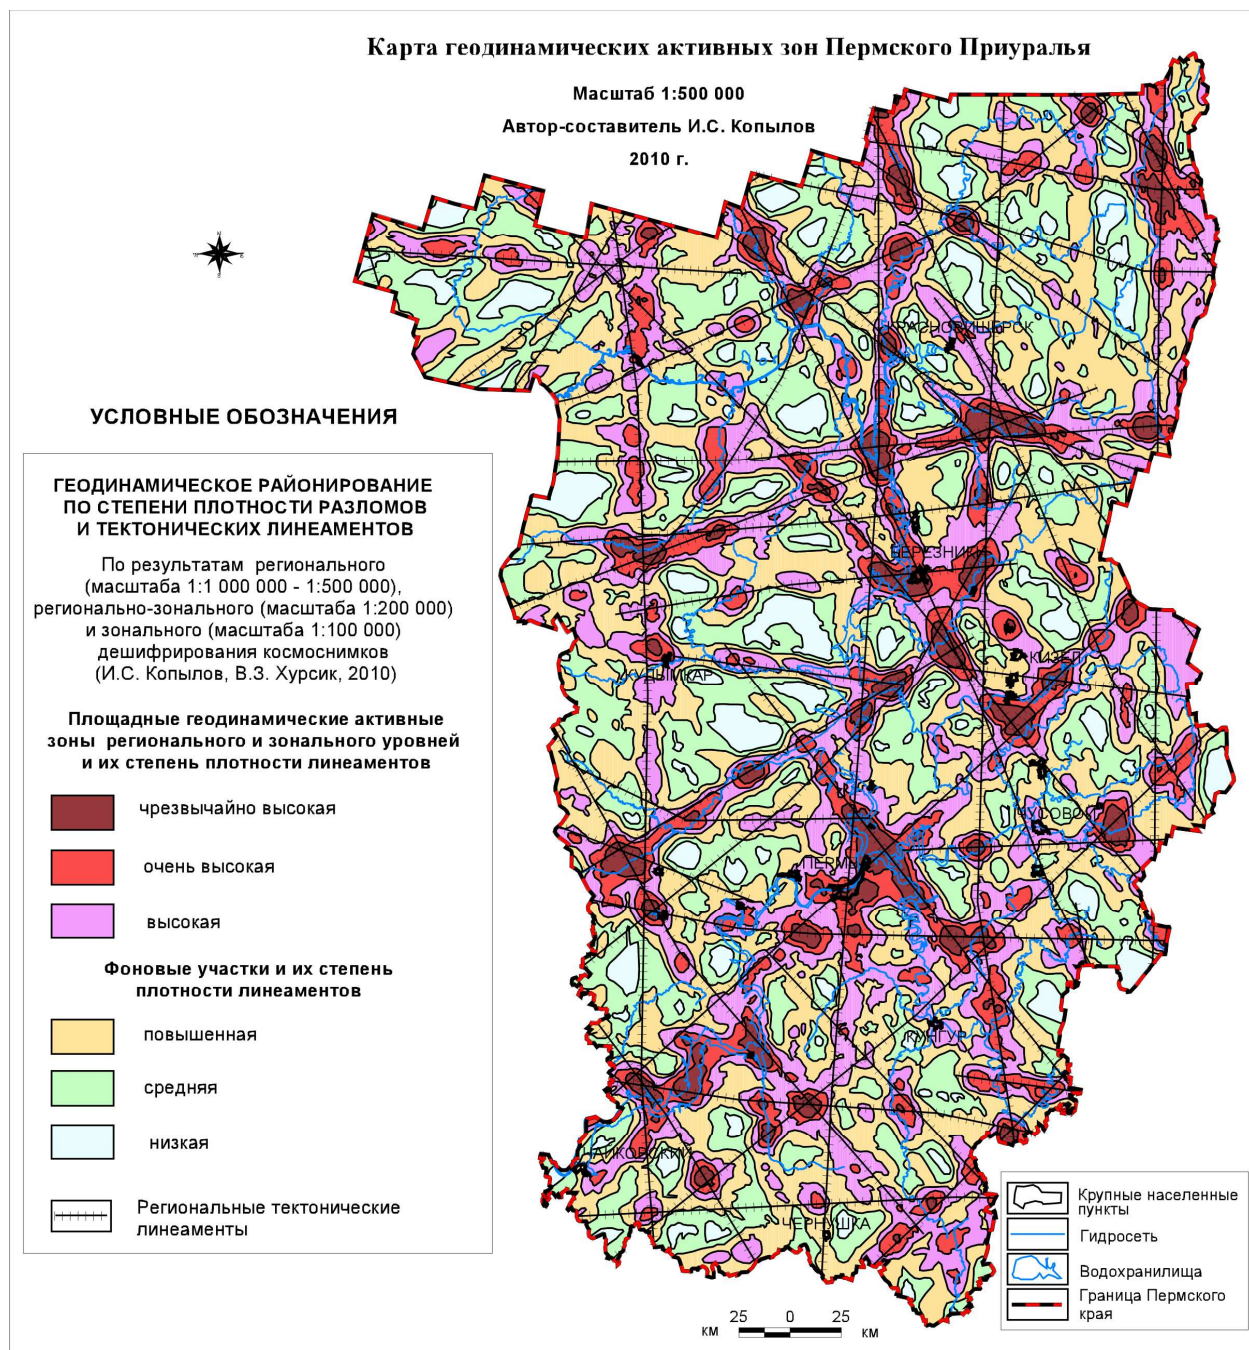 Карта геодинамических активных зон Пермского Приуралья
Масштаб 1:500 000
Автор-составитель И.С. Копылов
2010 г.
КРАСНОВИШЕРСК
УСЛОВНЫЕ ОБОЗНАЧЕНИЯ
ГЕОДИНАМИЧЕСКОЕ РАЙОНИРОВАНИЕ
ПО СТЕПЕНИ ПЛОТНОСТИ РАЗЛОМОВ
И ТЕКТОНИЧЕСКИХ ЛИНЕАМЕНТОВ
По результатам регионального
(масштаба 1:1 000 000 - 1:500 000),
регионально-зонального (масштаба 1:200 000)
и зонального (масштаба 1:100 000)
дешифрирования космоснимков
(И.С. Копылов, В.З. Хурсик, 2010)
Площадные геодинамические активные
зоны регионального и зонального уровней
и их степень плотности линеаментов
чрезвычайно высокая
очень высокая
высокая
Фоновые участки и их степень
плотности линеаментов
повышенная
средняя
низкая
Региональные тектонические
линеаменты
БЕРЕЗНИКИ
КИЗЕЛ
КУДЫМКАР
ЧУСОВОЙ
ПЕРМЬ
КУНГУР
ЧАЙКОВСКИЙ
ЧЕРНУШКА
Крупные населенные
пункты
Гидросеть
Водохранилища
Граница Пермского
края
25 0 25
км км